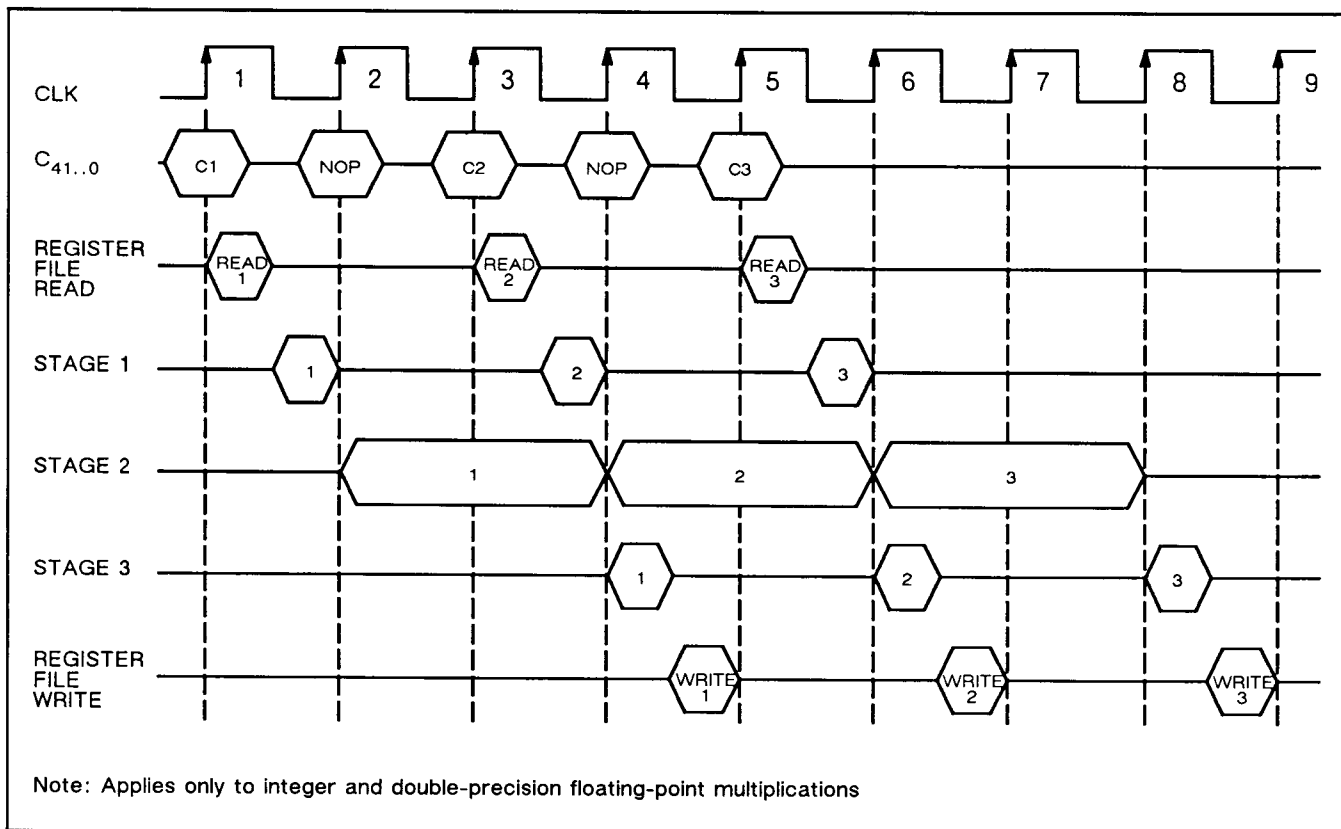 1 2 3 4 5 6 7 8 9
CLK
C41..0 C1 NOP C2 NOP C3
REGISTER
FILE
READ
READ
1
READ
2
READ
3
STAGE 1 1 2 3
STAGE 2 1 2 3
STAGE 3 1 2 3
REGISTER
FILE
WRITE
WRITE
1
WRITE
2
WRITE
3
Note: Applies only to integer and double-precision floating-point multiplications